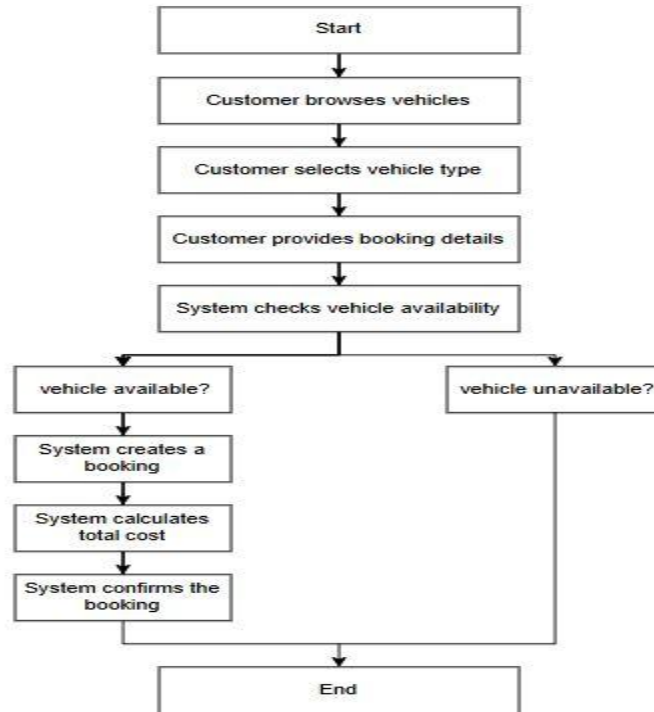 Start
Customer browses vehicles
Customer selects vehicle type
Customer provides booking details
System checks vehicle availability
vehicle available?
vehicle unavailable?
System creates a
booking
System calculates
total cost
System confirms the
booking
End